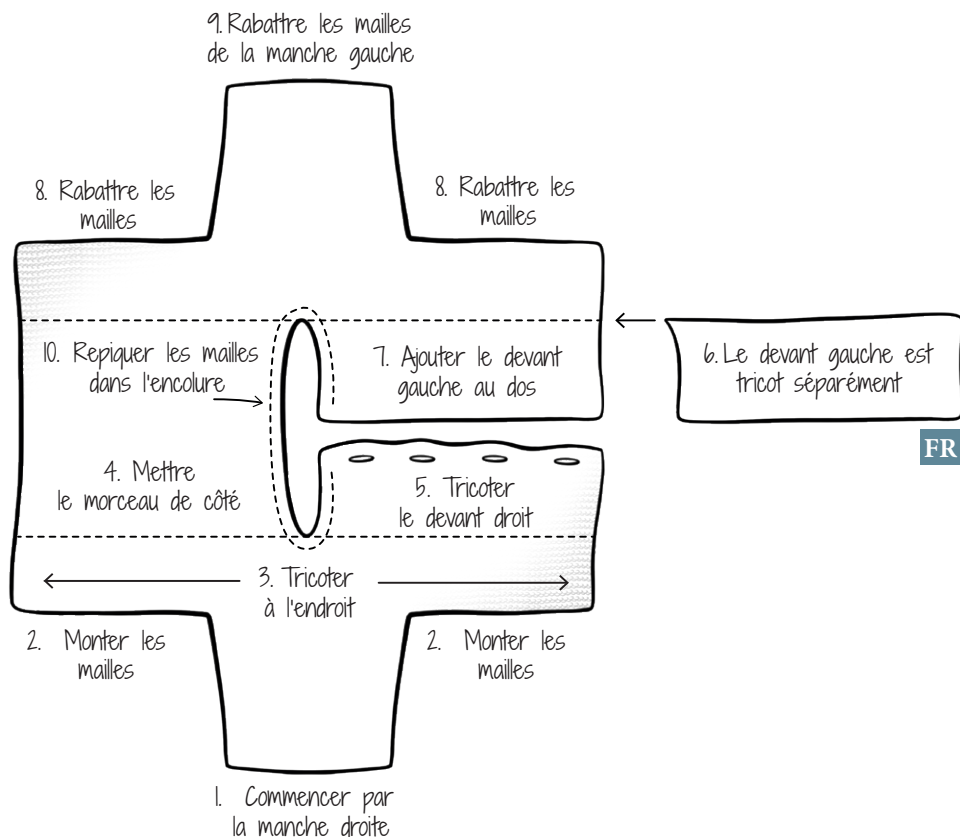 9. Rabattre les mailles
de la manche gauche
8. Rabattre les
mailles
8. Rabattre les
mailles
10. Repiquer les mailles
dans l'encolure
7. Ajouter le devant
gauche au dos
6. Le devant gauche est
tricot séparément
FR
4. Mettre
le morceau de côté
5. Tricoter
le devant droit
3. Tricoter
à l'endroit
2. Monter les
mailles
2. Monter les
mailles
1. Commencer par
la manche droite